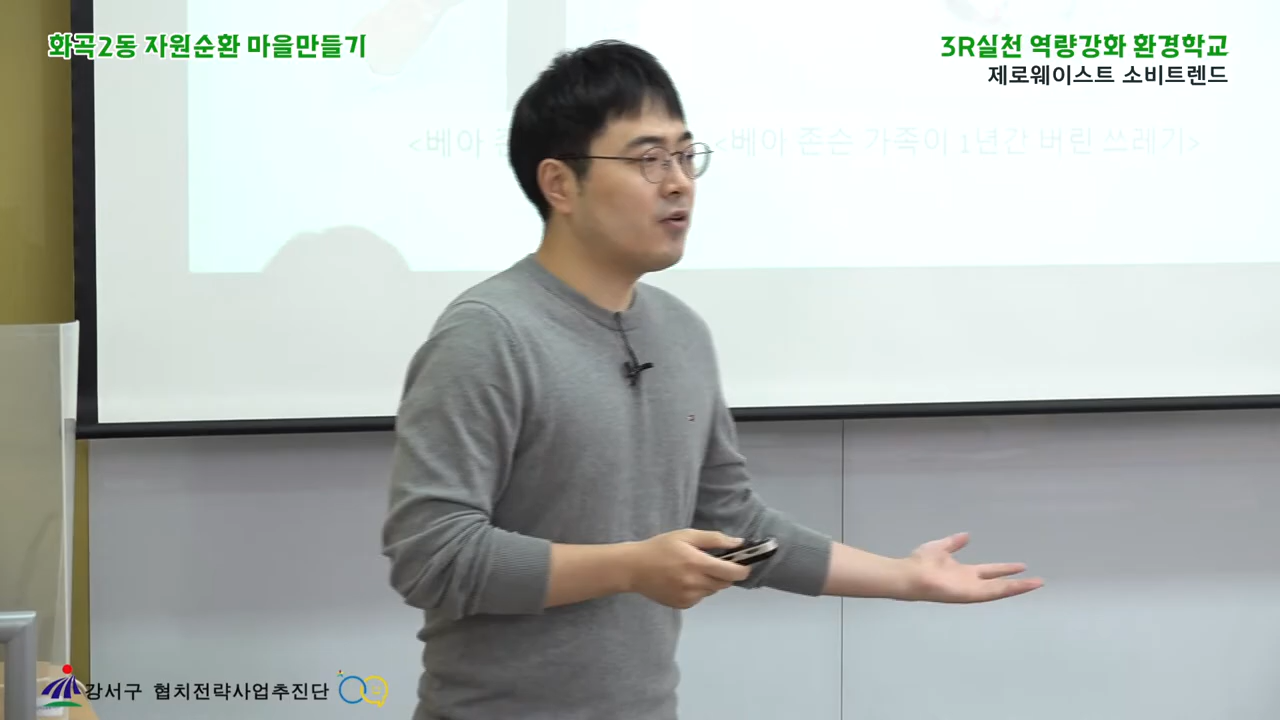 화곡2동 자원순환 마을만들기
3R실천 역량강화 환경학교
제로웨이스트 소비트렌드
<베아 존
<베아 존슨 가족이 1년간 버린 쓰레기>
강서구 협치전략사업추진단